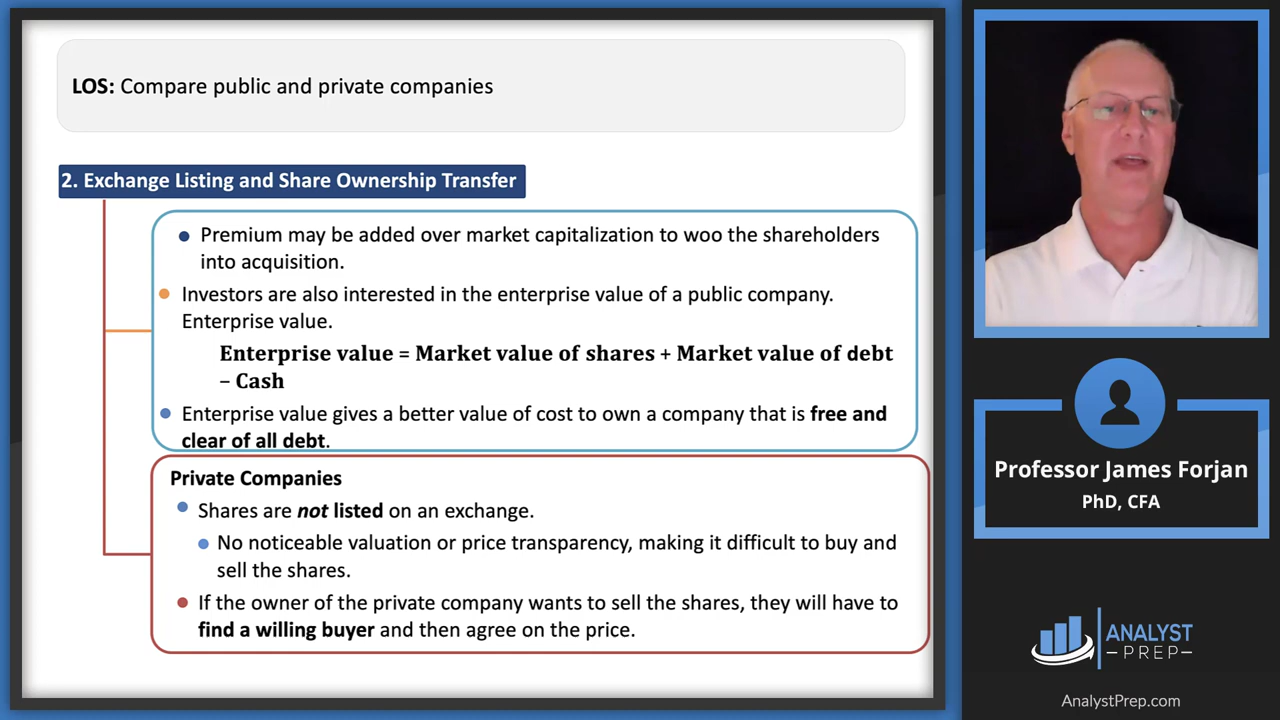 LOS: Compare public and private companies
2. Exchange Listing and Share Ownership Transfer
Premium may be added over market capitalization to woo the shareholders
into acquisition.
Investors are also interested in the enterprise value of a public company.
Enterprise value.
Enterprise value = Market value of shares + Market value of debt
− Cash
Enterprise value gives a better value of cost to own a company that is free and
clear of all debt.
Private Companies
Shares are not listed on an exchange.
No noticeable valuation or price transparency, making it difficult to buy and
sell the shares.
If the owner of the private company wants to sell the shares, they will have to
find a willing buyer and then agree on the price.
Professor James Forjan
PhD, CFA
ANALYST
PREP
AnalystPrep.com